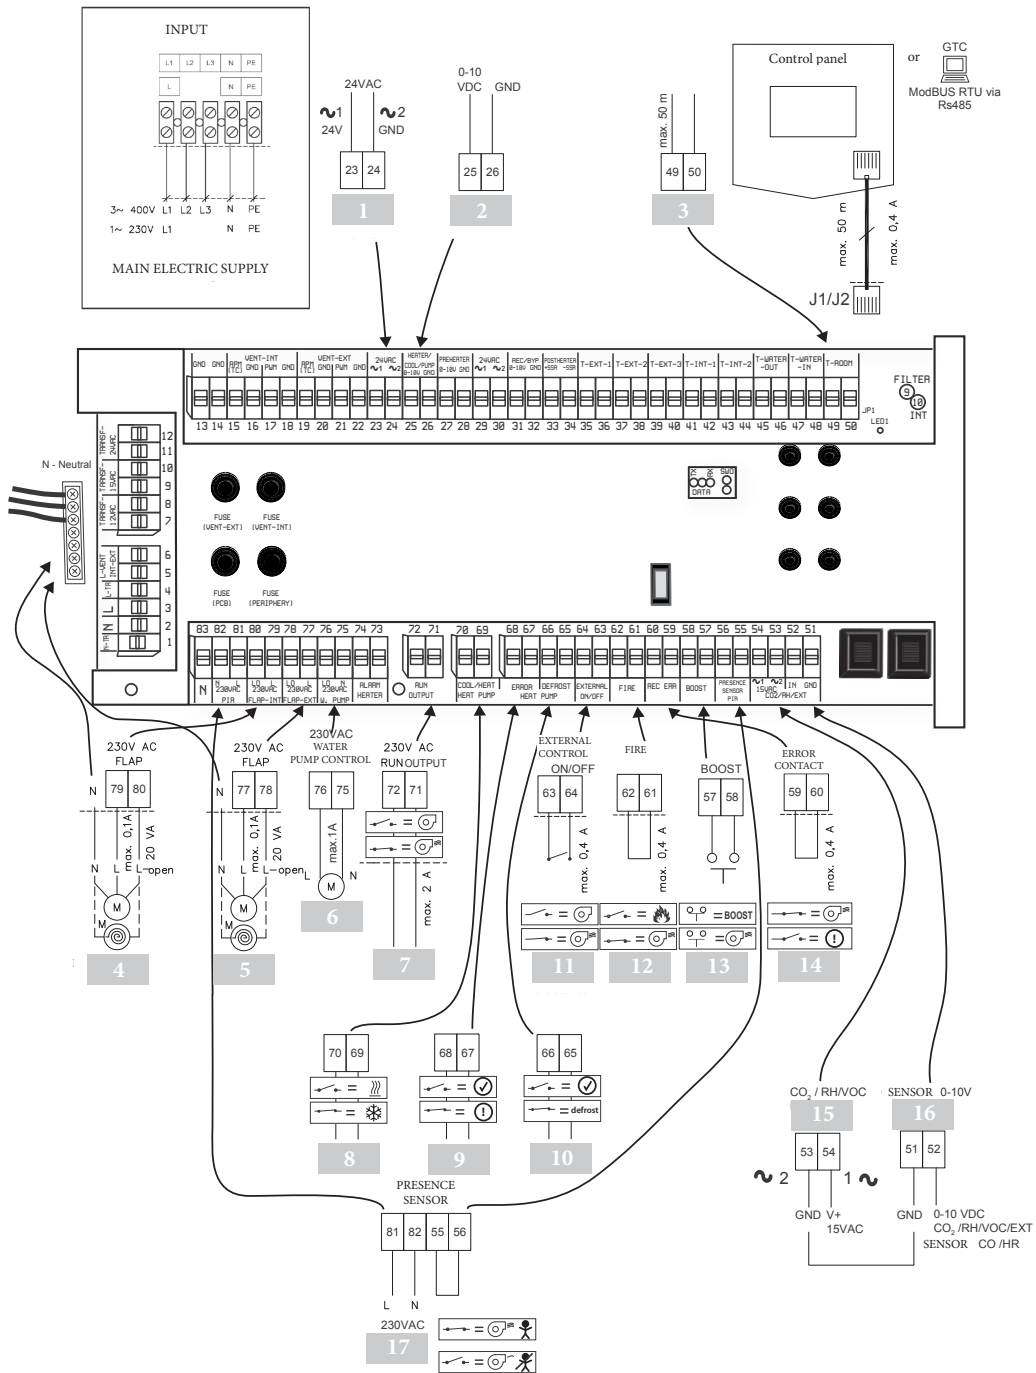 INPUT
L1 L2 L3 N PE
L N PE
3~ 400V L1 L2 L3 N PE
1~ 230V L1 N PE
MAIN ELECTRIC SUPPLY
24VAC
~1 ~2
24V GND
23 24
1
0-10
VDC GND
25 26
2
max. 50 m
49 50
3
Control panel
or
GTC
ModBUS RTU via
Rs485
max. 50 m
max. 0,4 A
J1/J2
GND GND RPM (TC) VENT-INT GND PWM GND RPM (TC) VENT-EXT GND PWM GND 24VAC ~1 ~2 HEATER/ COOL/PUMP 0-10V GND PREHEATER 0-10V GND 24VAC ~1 ~2 REC/BYP 0-10V GND POSTHEATER +SSR -SSR T-EXT-1 T-EXT-2 T-EXT-3 T-INT-1 T-INT-2 T-WATER -OUT T-WATER -IN T-ROOM
13 14 15 16 17 18 19 20 21 22 23 24 25 26 27 28 29 30 31 32 33 34 35 36 37 38 39 40 41 42 43 44 45 46 47 48 49 50
JP1
LED1
FILTER
9
10
INT
N - Neutral
TRANSF- 24VAC
TRANSF- 15VAC
TRANSF- 12VAC
L-VENT INT-EXT
L-TR
L
N
N-TR
12
11
10
9
8
7
6
5
4
3
2
1
FUSE
(VENT-EXT)
FUSE
(VENT-INT)
FUSE
(PCB)
FUSE
(PERIPHERY)
TX RX SWD
DATA
83 82 81 80 79 78 77 76 75 74 73 72 71 70 69 68 67 66 65 64 63 62 61 60 59 58 57 56 55 54 53 52 51
N
N L
230VAC
PIR
LO L
230VAC
FLAP-INT
LO L
230VAC
FLAP-EXT
N L
230VAC
W. PUMP
ALARM
HEATER
RUN
OUTPUT
COOL/HEAT
HEAT PUMP
ERROR DEFROST
HEAT PUMP
EXTERNAL
ON/OFF
FIRE
REC ERR
BOOST
PRESENCE
SENSOR
PIR
~1 ~2
15VAC
IN GND
CO2/RH/EXT
230V AC
FLAP
N
79 80
max. 0,1A
20 VA
N L L-open
M
M
4
230V AC
FLAP
N
77 78
max. 0,1A
20 VA
N L L-open
M
M
5
230VAC
WATER
PUMP CONTROL
76 75
max.1A
L N
M
6
230V AC
RUN OUTPUT
72 71
=
=
max. 2 A
7
EXTERNAL
CONTROL
ON/OFF
63 64
max. 0,4 A
=
=
11
FIRE
62 61
max. 0,4 A
=
=
12
BOOST
57 58
= BOOST
=
13
ERROR
CONTACT
59 60
max. 0,4 A
=
= !
14
70 69
=
=
8
68 67
=
= !
9
66 65
=
= defrost
10
CO2 / RH/VOC
15
53 54
~ 2 1 ~
GND V+
15VAC
SENSOR 0-10V
16
51 52
GND 0-10 VDC
CO2 /RH/VOC/EXT
SENSOR CO /HR
PRESENCE
SENSOR
81 82 55 56
L N
230VAC
17
=
=